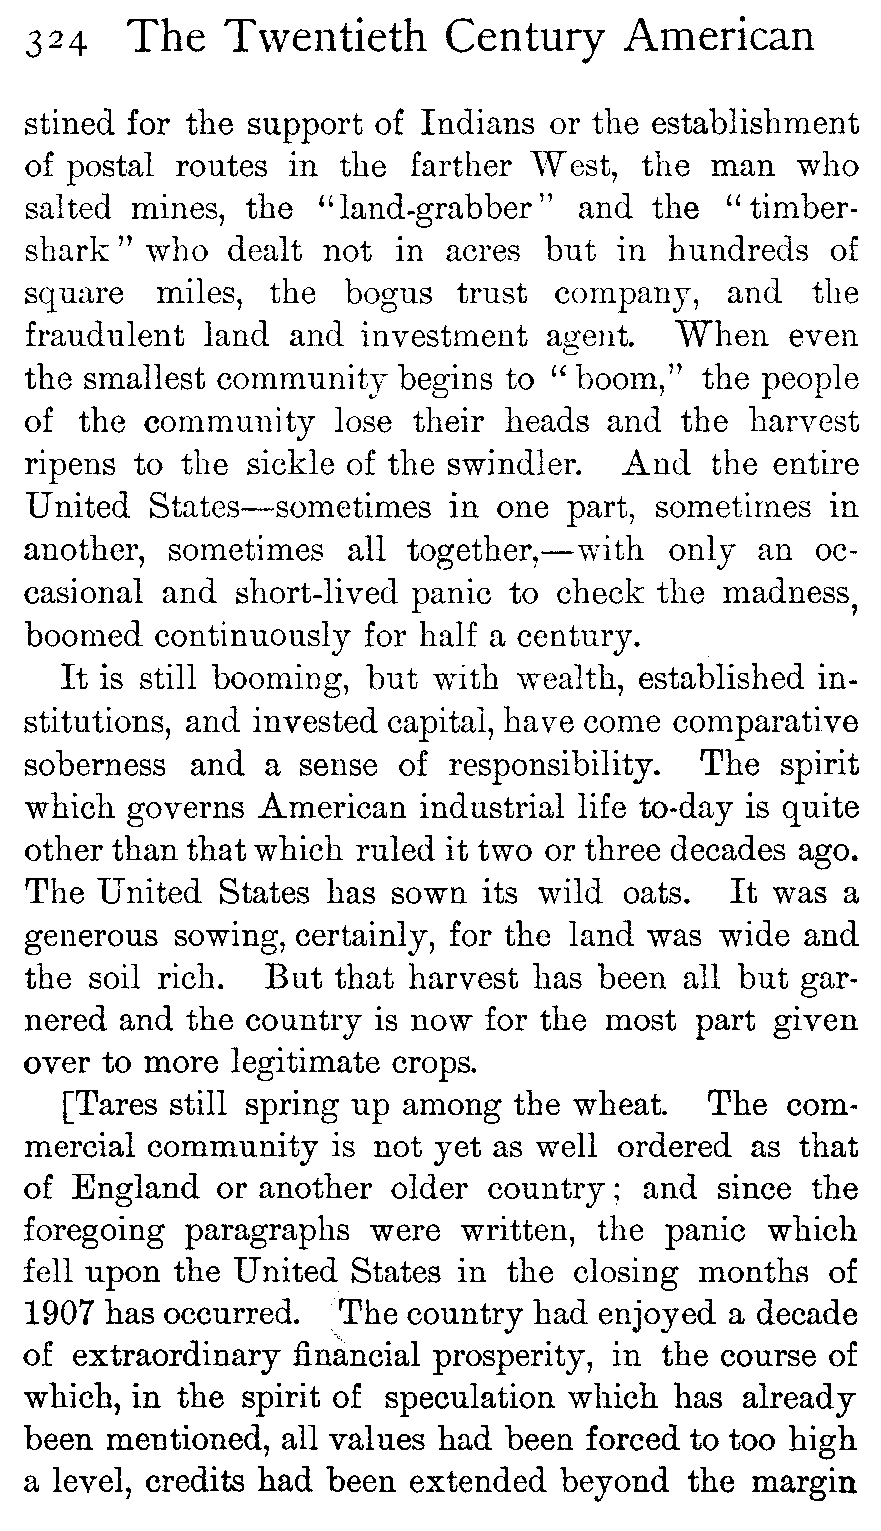 324 The Twentieth Century American
stined for the support of Indians or the establishment
of postal routes in the farther West, the man who
salted mines, the "land-grabber" and the "timber-
shark" who dealt not in acres but in hundreds of
square miles, the bogus trust company, and the
fraudulent land and investment agent. When even
the smallest community begins to "boom," the people
of the community lose their heads and the harvest
ripens to the sickle of the swindler. And the entire
United States—sometimes in one part, sometimes in
another, sometimes all together,—with only an oc-
casional and short-lived panic to check the madness,
boomed continuously for half a century.
It is still booming, but with wealth, established in-
stitutions, and invested capital, have come comparative
soberness and a sense of responsibility. The spirit
which governs American industrial life to-day is quite
other than that which ruled it two or three decades ago.
The United States has sown its wild oats. It was a
generous sowing, certainly, for the land was wide and
the soil rich. But that harvest has been all but gar-
nered and the country is now for the most part given
over to more legitimate crops.
[Tares still spring up among the wheat. The com-
mercial community is not yet as well ordered as that
of England or another older country; and since the
foregoing paragraphs were written, the panic which
fell upon the United States in the closing months of
1907 has occurred. The country had enjoyed a decade
of extraordinary financial prosperity, in the course of
which, in the spirit of speculation which has already
been mentioned, all values had been forced to too high
a level, credits had been extended beyond the margin